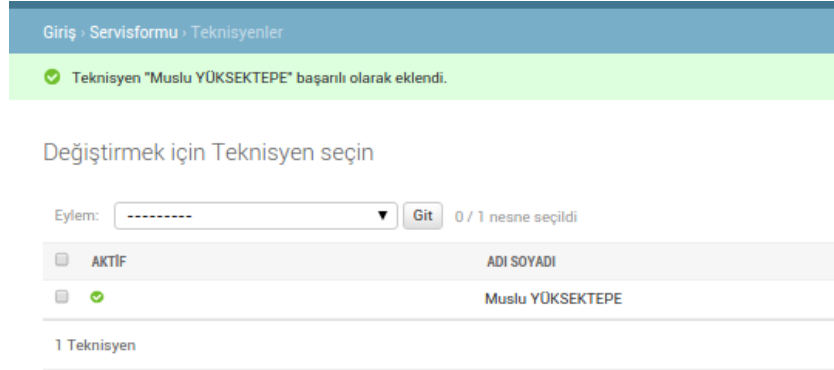 Giriş › Servisformu › Teknisyenler
Teknisyen "Muslu YÜKSEKTEPE" başarılı olarak eklendi.
Değiştirmek için Teknisyen seçin
Eylem: --------- Git 0 / 1 nesne seçildi
AKTİF ADI SOYADI
Muslu YÜKSEKTEPE
1 Teknisyen